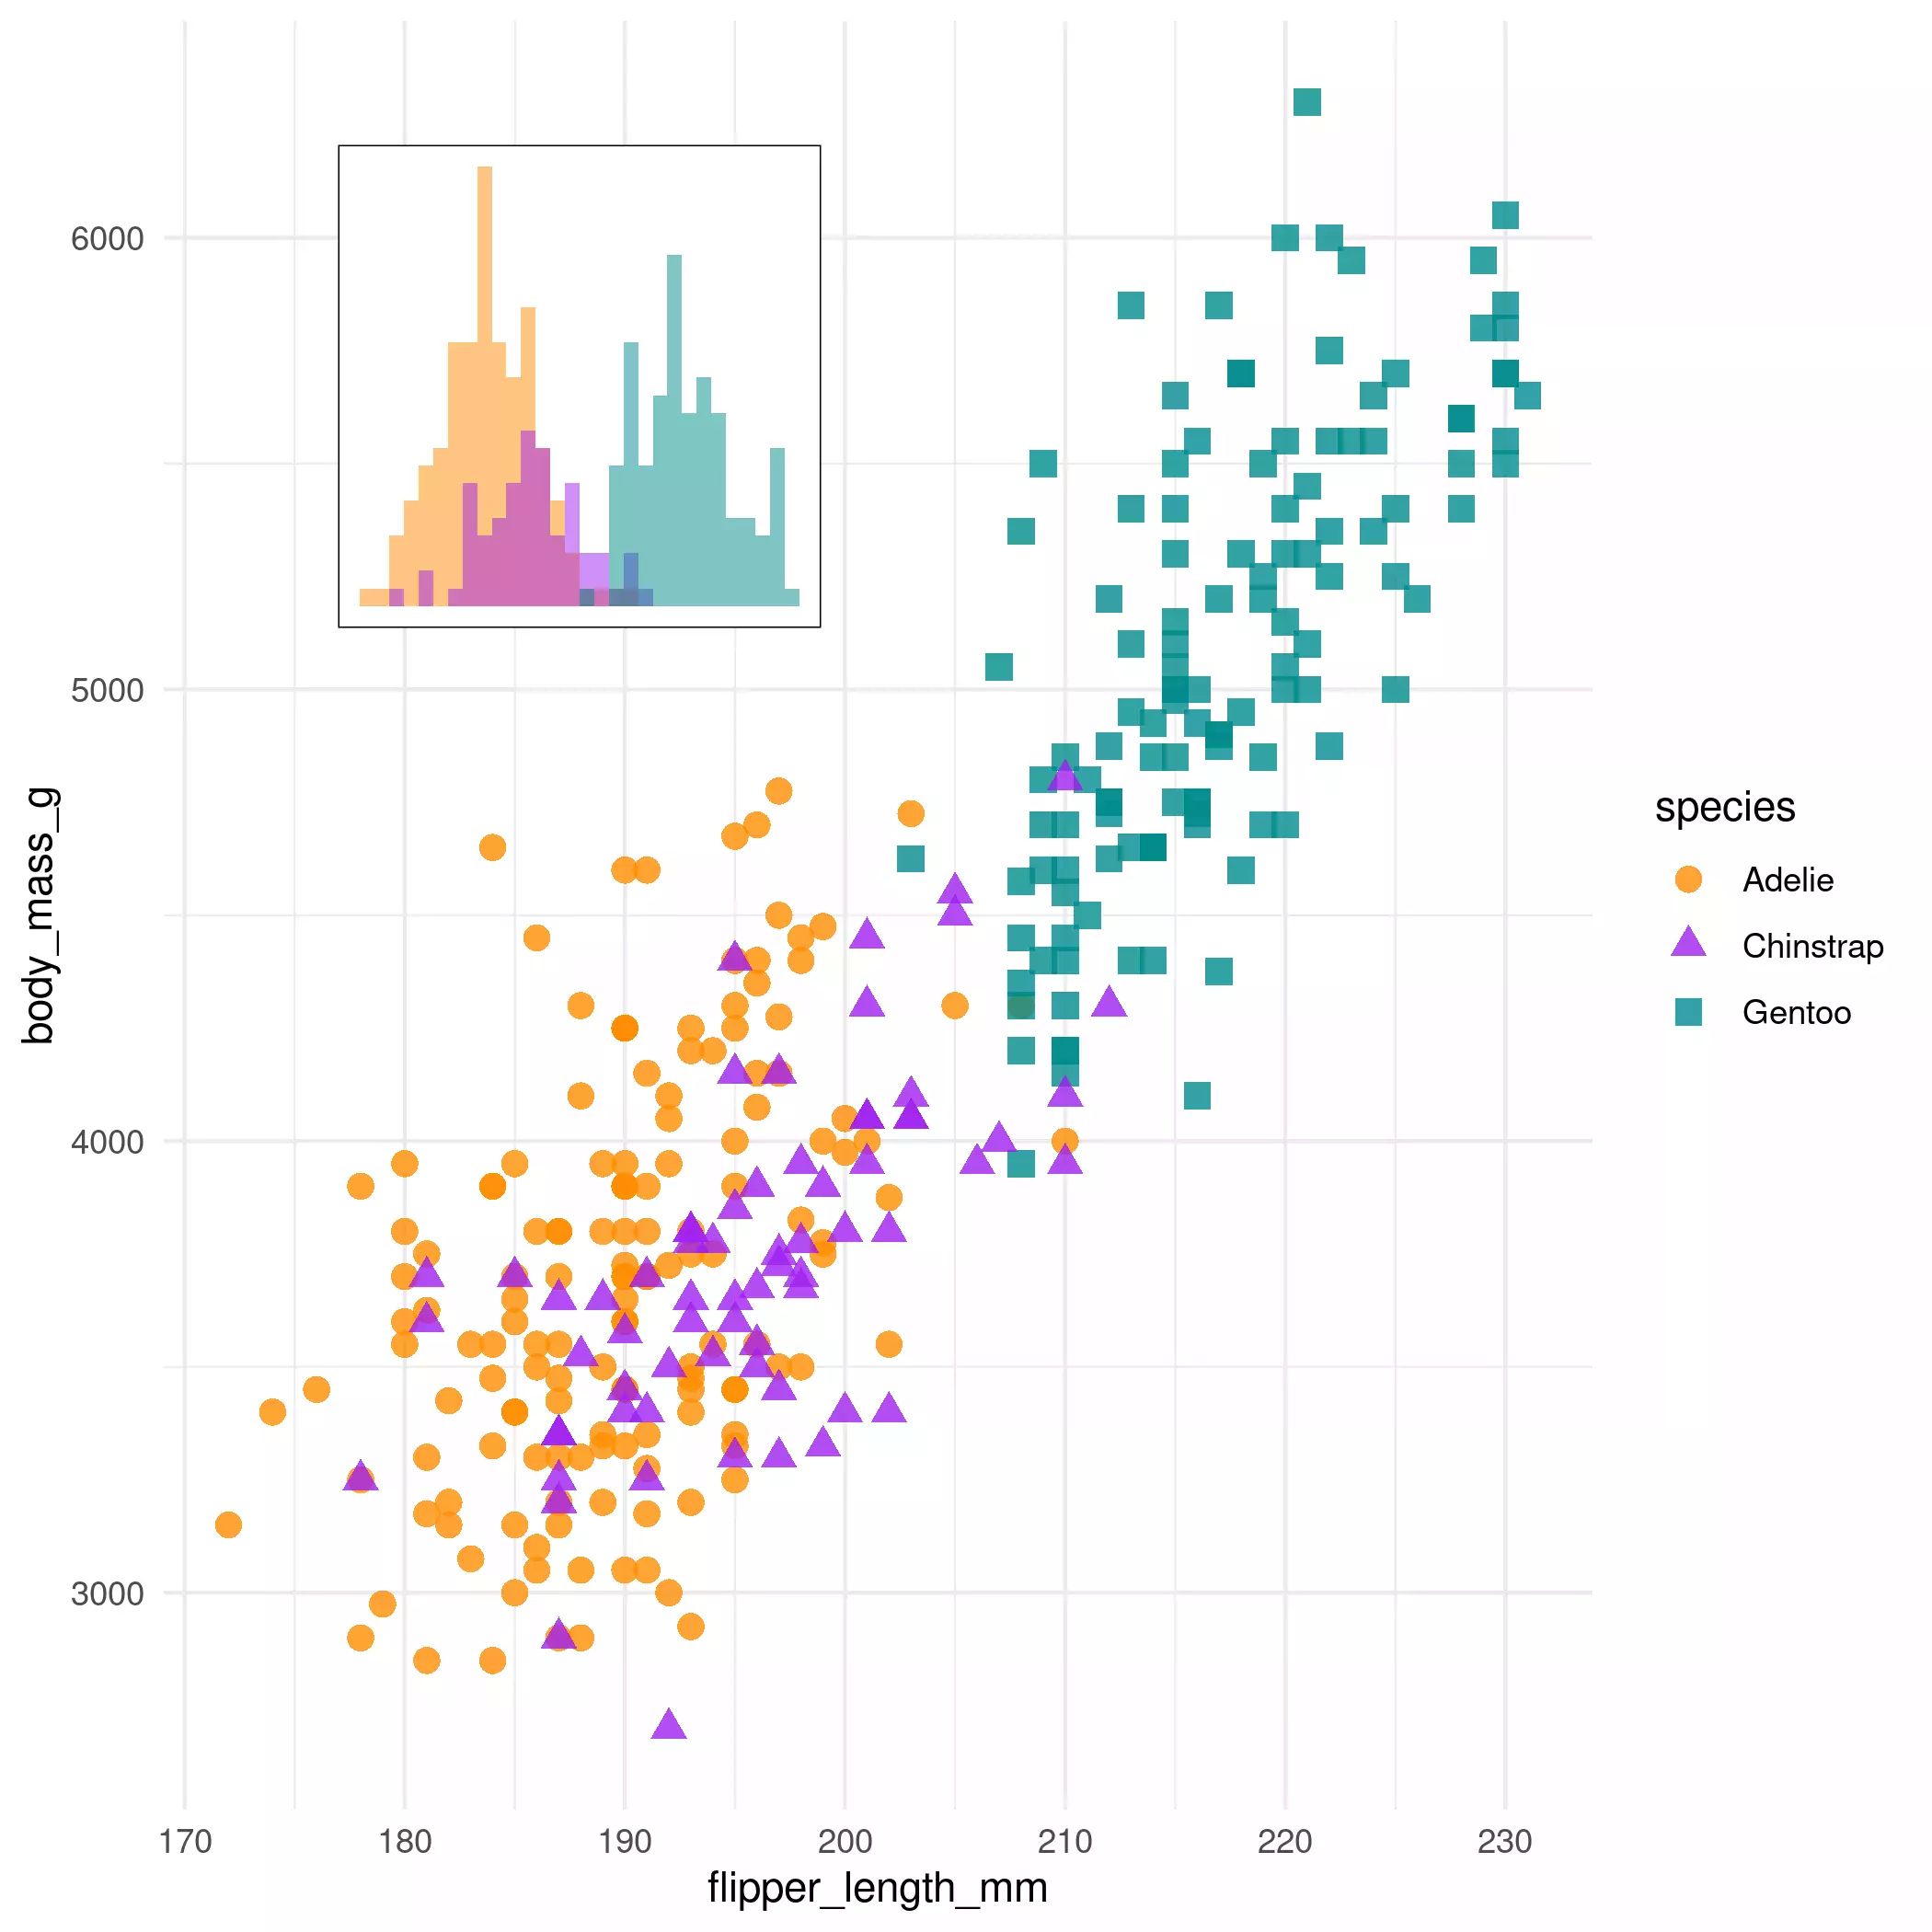 body_mass_g
6000
5000
4000
3000
170 180 190 200 210 220 230
flipper_length_mm
species
Adelie
Chinstrap
Gentoo